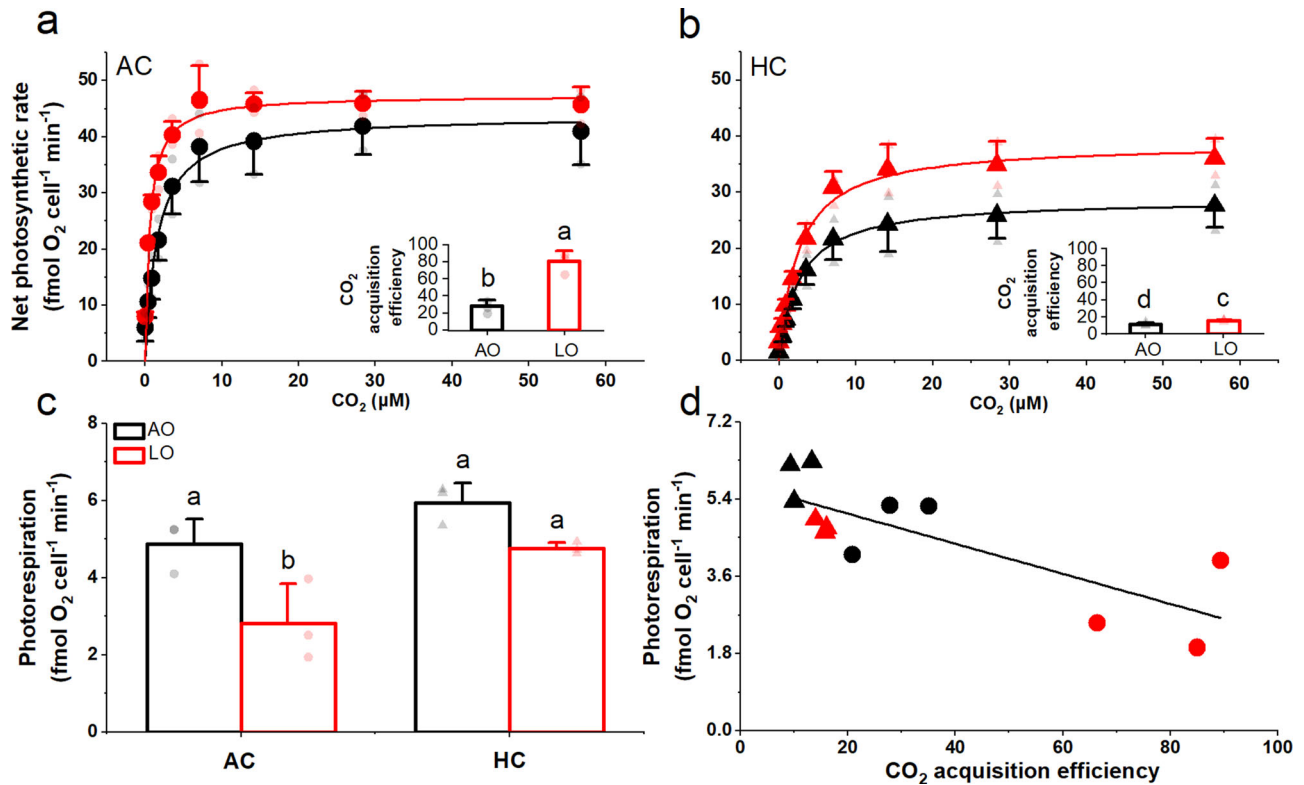 a
AC
Net photosynthetic rate
(fmol O₂ cell⁻¹ min⁻¹)
50
40
30
20
10
0
0
10
20
30
40
50
60
CO₂ (μM)
CO₂
acquisition
efficiency
100
80
60
40
20
0
b
a
AO
LO
b
HC
50
40
30
20
10
0
0
10
20
30
40
50
60
CO₂ (μM)
CO₂
acquisition
efficiency
100
80
60
40
20
0
d
c
AO
LO
c
AO
LO
Photorespiration
(fmol O₂ cell⁻¹ min⁻¹)
8
6
4
2
0
a
b
a
a
AC
HC
d
Photorespiration
(fmol O₂ cell⁻¹ min⁻¹)
7.2
5.4
3.6
1.8
0.0
0
20
40
60
80
100
CO₂ acquisition efficiency